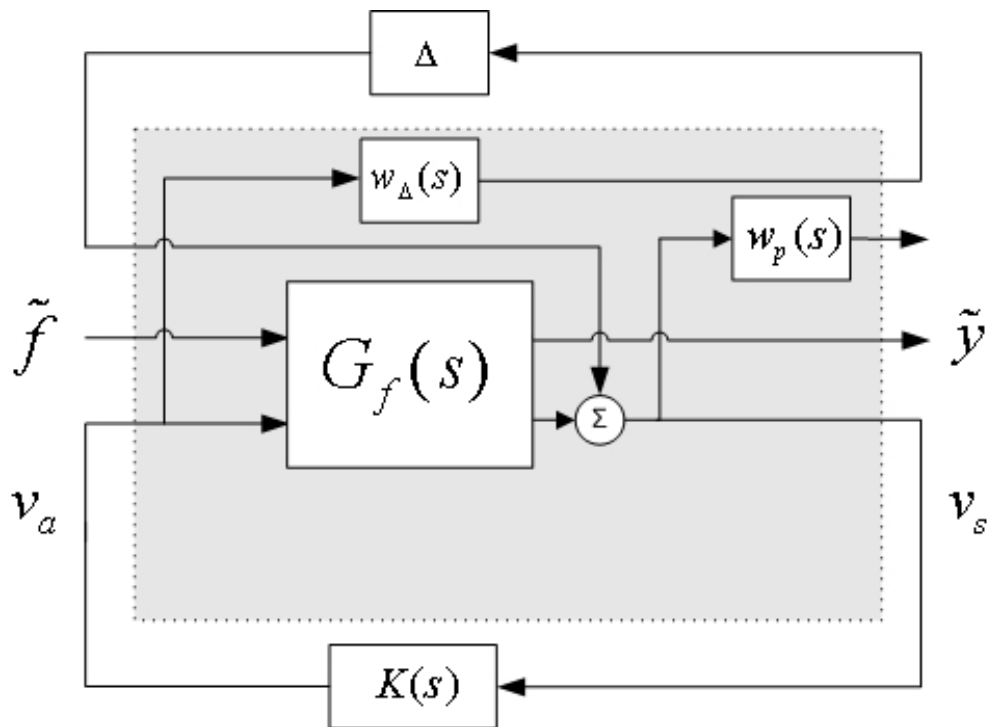 Δ
w_Δ(s)
w_p(s)
f̃
G_f(s)
ỹ
Σ
v_a
v_s
K(s)